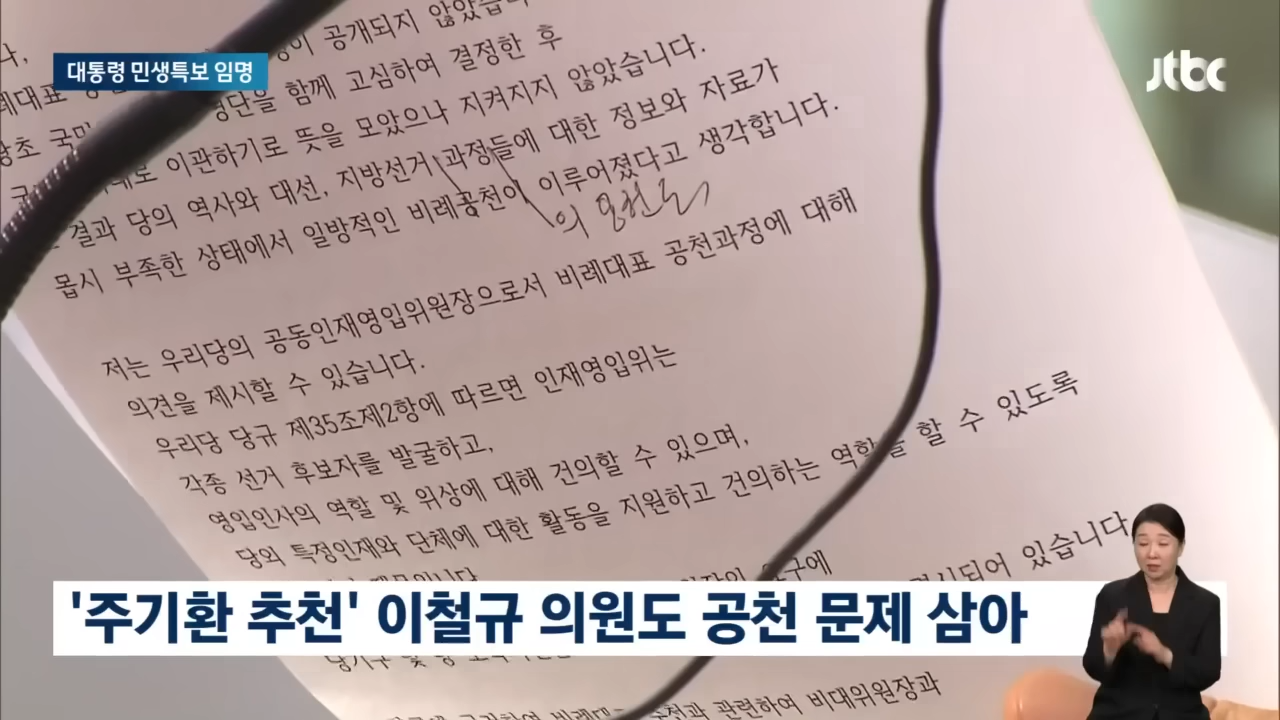 대통령 민생특보 임명
jtbc
공개되지 않았습니
함께 고심하여 결정한 후
이관하기로 뜻을 모았으나 지켜지지 않았습니다.
결과 당의 역사와 대선, 지방선거 과정들에 대한 정보와 자료가
몹시 부족한 상태에서 일방적인 비례공천이 이루어졌다고 생각합니다.
저는 우리당의 공동인재영입위원장으로서 비례대표 공천과정에 대해
의견을 제시할 수 있습니다.
우리당 당규 제35조제2항에 따르면 인재영입위는
각종 선거 후보자를 발굴하고,
영입인사의 역할 및 위상에 대해 건의할 수 있으며,
당의 특정인재와 단체에 대한 활동을 지원하고 건의하는 역할을 할 수 있도록
되어 있습니다
'주기환 추천' 이철규 의원도 공천 문제 삼아
관련하여 비대위원장과